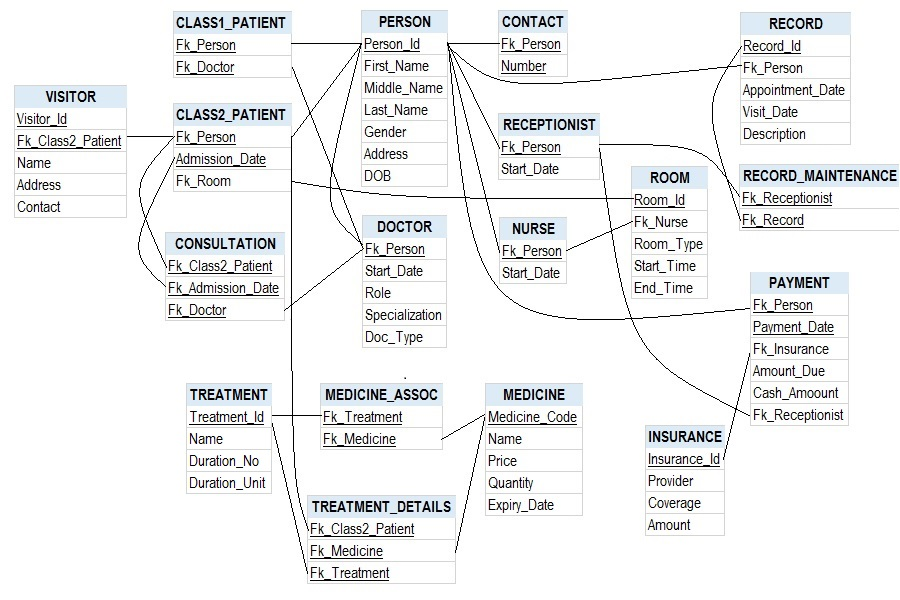 CLASS1_PATIENT
Fk_Person
Fk_Doctor
PERSON
Person_Id
First_Name
Middle_Name
Last_Name
Gender
Address
DOB
CONTACT
Fk_Person
Number
RECORD
Record_Id
Fk_Person
Appointment_Date
Visit_Date
Description
VISITOR
Visitor_Id
Fk_Class2_Patient
Name
Address
Contact
CLASS2_PATIENT
Fk_Person
Admission_Date
Fk_Room
RECEPTIONIST
Fk_Person
Start_Date
ROOM
Room_Id
Fk_Nurse
Room_Type
Start_Time
End_Time
RECORD_MAINTENANCE
Fk_Receptionist
Fk_Record
CONSULTATION
Fk_Class2_Patient
Fk_Admission_Date
Fk_Doctor
DOCTOR
Fk_Person
Start_Date
Role
Specialization
Doc_Type
NURSE
Fk_Person
Start_Date
PAYMENT
Fk_Person
Payment_Date
Fk_Insurance
Amount_Due
Cash_Amoount
Fk_Receptionist
TREATMENT
Treatment_Id
Name
Duration_No
Duration_Unit
MEDICINE_ASSOC
Fk_Treatment
Fk_Medicine
MEDICINE
Medicine_Code
Name
Price
Quantity
Expiry_Date
INSURANCE
Insurance_Id
Provider
Coverage
Amount
TREATMENT_DETAILS
Fk_Class2_Patient
Fk_Medicine
Fk_Treatment